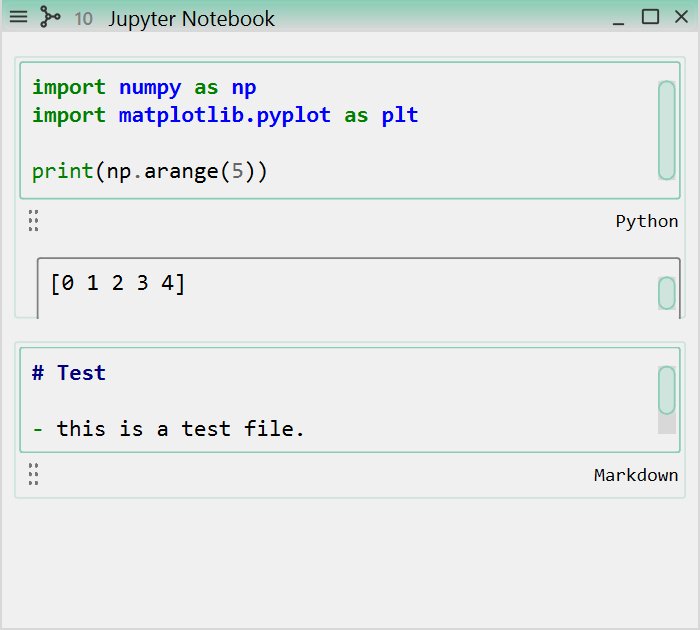 10 Jupyter Notebook
import numpy as np
import matplotlib.pyplot as plt
print(np.arange(5))
Python
[0 1 2 3 4]
# Test
- this is a test file.
Markdown